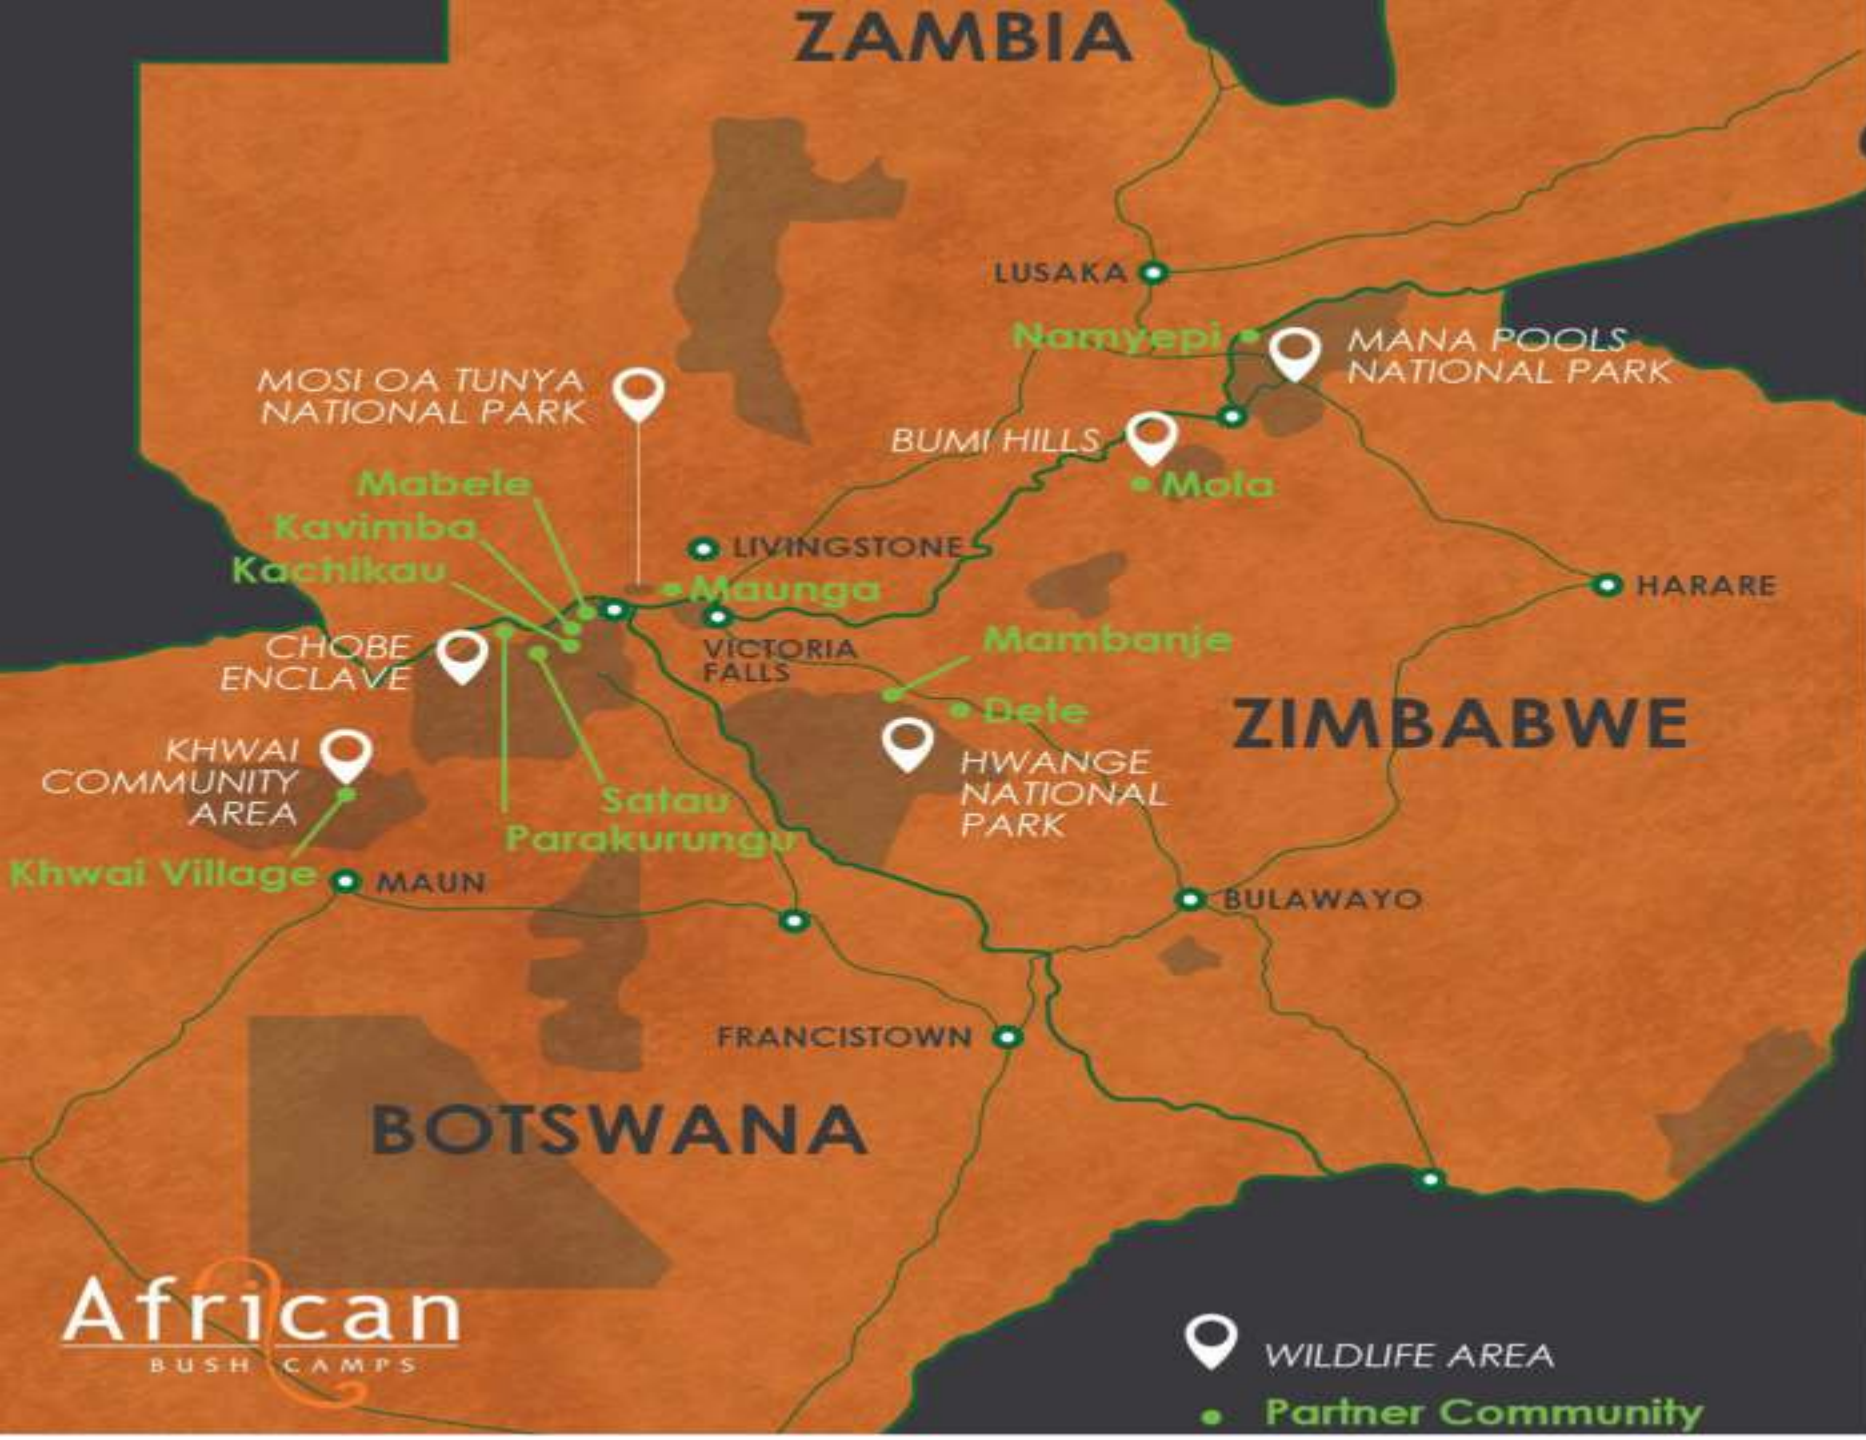 ZAMBIA
LUSAKA
Namyepi
MANA POOLS
NATIONAL PARK
MOSI OA TUNYA
NATIONAL PARK
BUMI HILLS
Mola
Mabele
Kavimba
Kachikau
LIVINGSTONE
Maunga
HARARE
CHOBE
ENCLAVE
VICTORIA
FALLS
Mambanje
Dete
ZIMBABWE
KHWAI
COMMUNITY
AREA
HWANGE
NATIONAL
PARK
Satau
Parakurungu
Khwai Village
MAUN
BULAWAYO
FRANCISTOWN
BOTSWANA
African
BUSH CAMPS
WILDLIFE AREA
Partner Community